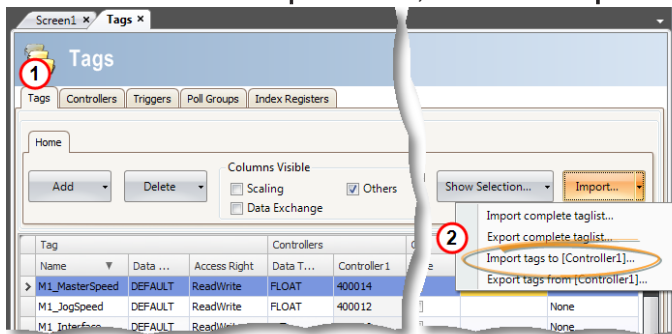 Screen1 × Tags ×
Tags
1
Tags Controllers Triggers Poll Groups Index Registers
Home
Columns Visible
Add Delete Scaling Others Show Selection... Import...
Data Exchange
Import complete taglist...
2 Export complete taglist...
Tag Controllers
Import tags to [Controller1]...
Name Data ... Access Right Data T... Controller1
Export tags from [Controller1]...
M1_MasterSpeed DEFAULT ReadWrite FLOAT 400014
M1_JogSpeed DEFAULT ReadWrite FLOAT 400012 None
M1_Interface DEFAULT ReadWrite None